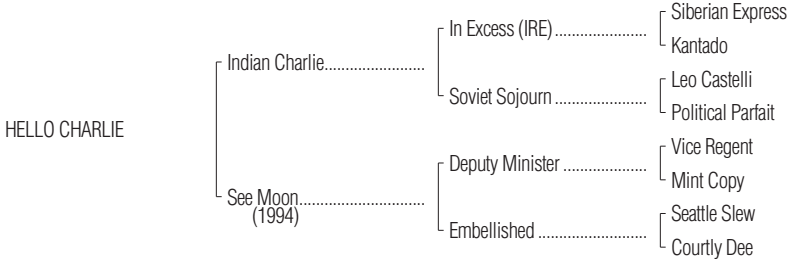 Siberian Express
In Excess (IRE)
Kantado
Indian Charlie
Leo Castelli
Soviet Sojourn
Political Parfait
HELLO CHARLIE
Vice Regent
Deputy Minister
Mint Copy
See Moon
(1994)
Seattle Slew
Embellished
Courtly Dee